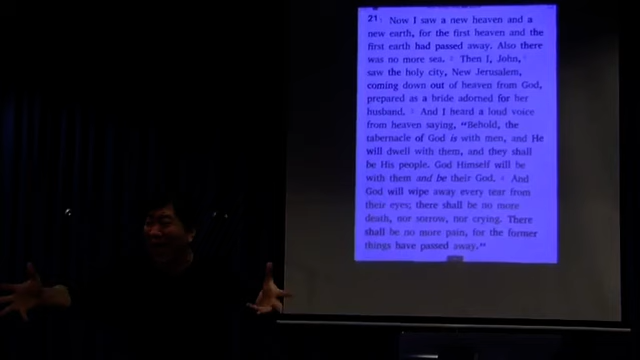 21 Now I saw a new heaven and a
new earth, for the first heaven and the
first earth had passed away. Also there
was no more sea. 2 Then I, John,
saw the holy city, New Jerusalem,
coming down out of heaven from God,
prepared as a bride adorned for her
husband. 3 And I heard a loud voice
from heaven saying, "Behold, the
tabernacle of God is with men, and He
will dwell with them, and they shall
be His people. God Himself will be
with them and be their God. 4 And
God will wipe away every tear from
their eyes; there shall be no more
death, nor sorrow, nor crying. There
shall be no more pain, for the former
things have passed away."